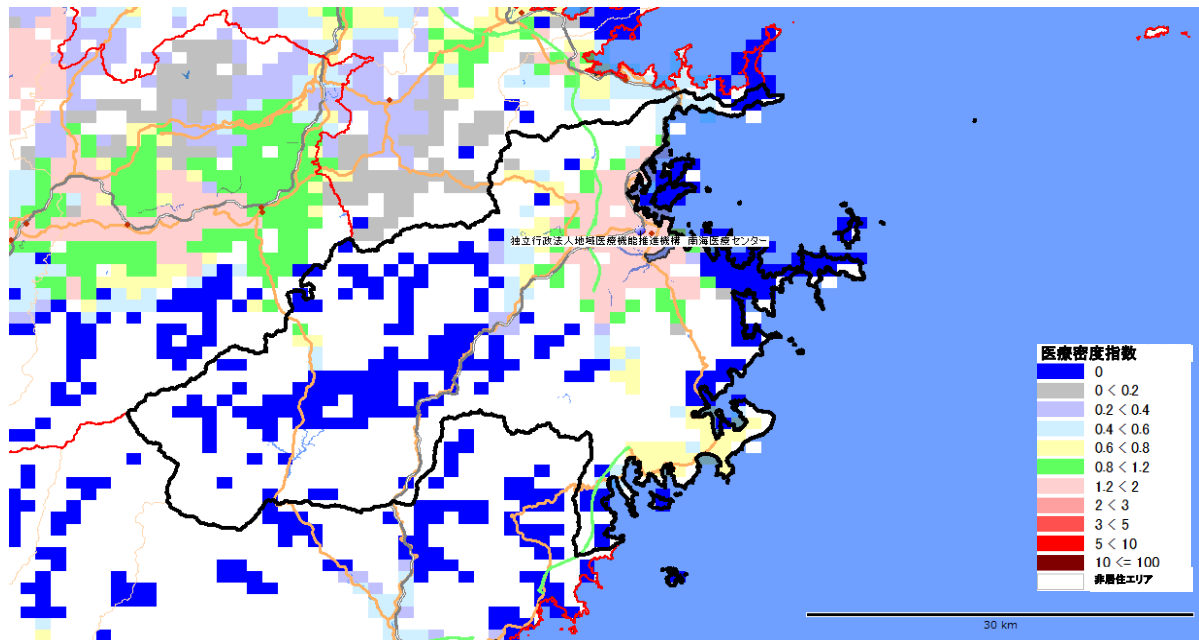 独立行政法人地域医療機能推進機構 南海医療センター
医療密度指数
0
0 < 0.2
0.2 < 0.4
0.4 < 0.6
0.6 < 0.8
0.8 < 1.2
1.2 < 2
2 < 3
3 < 5
5 < 10
10 <= 100
非居住エリア
30 km